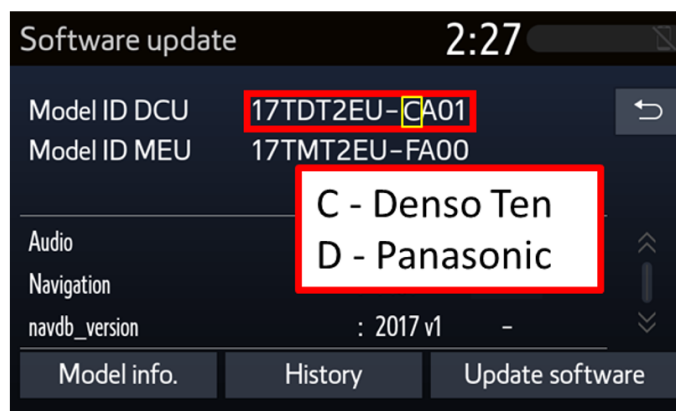 Software update 2:27
Model ID DCU 17TDT2EU-CA01
Model ID MEU 17TMT2EU-FA00
C - Denso Ten
D - Panasonic
Audio
Navigation
navdb_version : 2017 v1 -
Model info. History Update software